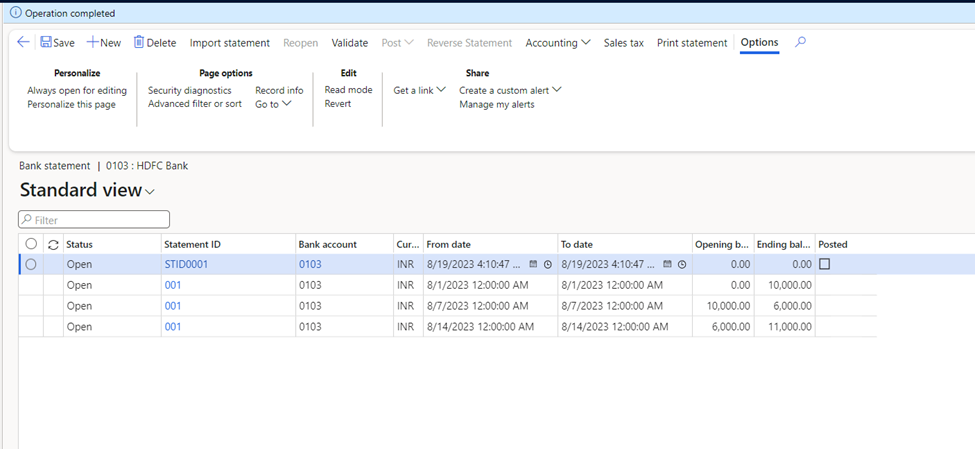 Operation completed
Save New Delete Import statement Reopen Validate Post Reverse Statement Accounting Sales tax Print statement Options
Personalize Page options Edit Share
Always open for editing Security diagnostics Record info Read mode Get a link Create a custom alert
Personalize this page Advanced filter or sort Go to Revert Manage my alerts
Bank statement | 0103 : HDFC Bank
Standard view
Filter
Status Statement ID Bank account Cur... From date To date Opening b... Ending bal... Posted
Open STID0001 0103 INR 8/19/2023 4:10:47 ... 8/19/2023 4:10:47 ... 0.00 0.00
Open 001 0103 INR 8/1/2023 12:00:00 AM 8/1/2023 12:00:00 AM 0.00 10,000.00
Open 001 0103 INR 8/7/2023 12:00:00 AM 8/7/2023 12:00:00 AM 10,000.00 6,000.00
Open 001 0103 INR 8/14/2023 12:00:00 AM 8/14/2023 12:00:00 AM 6,000.00 11,000.00